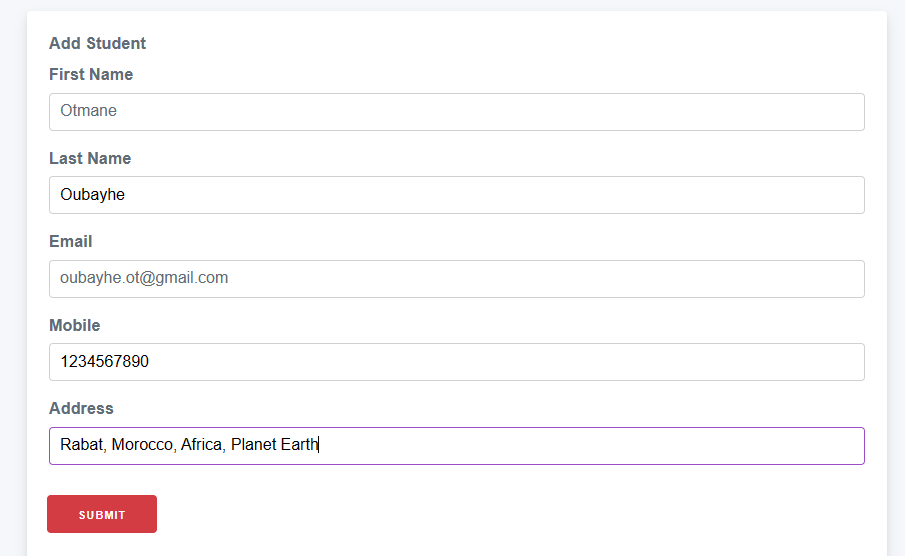 Add Student
First Name
Otmane
Last Name
Oubayhe
Email
oubayhe.ot@gmail.com
Mobile
1234567890
Address
Rabat, Morocco, Africa, Planet Earth
SUBMIT